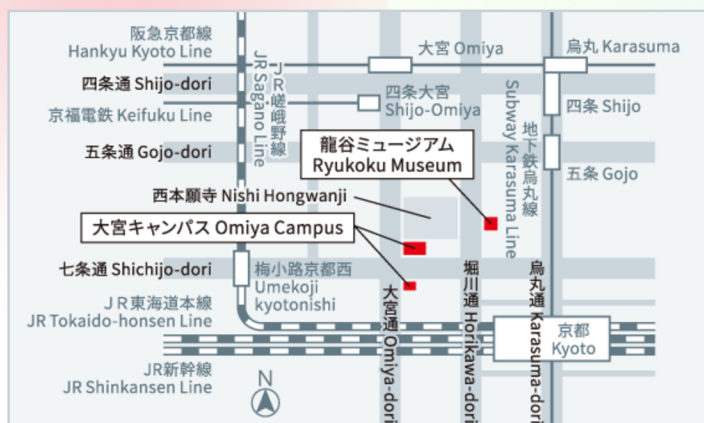 阪急京都線
Hankyu Kyoto Line
大宮 Omiya
烏丸 Karasuma
四条通 Shijo-dori
京福電鉄 Keifuku Line
JR嵯峨野線
JR Sagano Line
四条大宮
Shijo-Omiya
四条 Shijo
地下鉄烏丸線
Subway Karasuma Line
五条通 Gojo-dori
龍谷ミュージアム
Ryukoku Museum
五条 Gojo
西本願寺 Nishi Hongwanji
大宮キャンパス Omiya Campus
七条通 Shichijo-dori
梅小路京都西
Umekoji
kyotonishi
大宮通 Omiya-dori
堀川通 Horikawa-dori
烏丸通 Karasuma-dori
JR東海道本線
JR Tokaido-honsen Line
京都
Kyoto
JR新幹線
JR Shinkansen Line
N